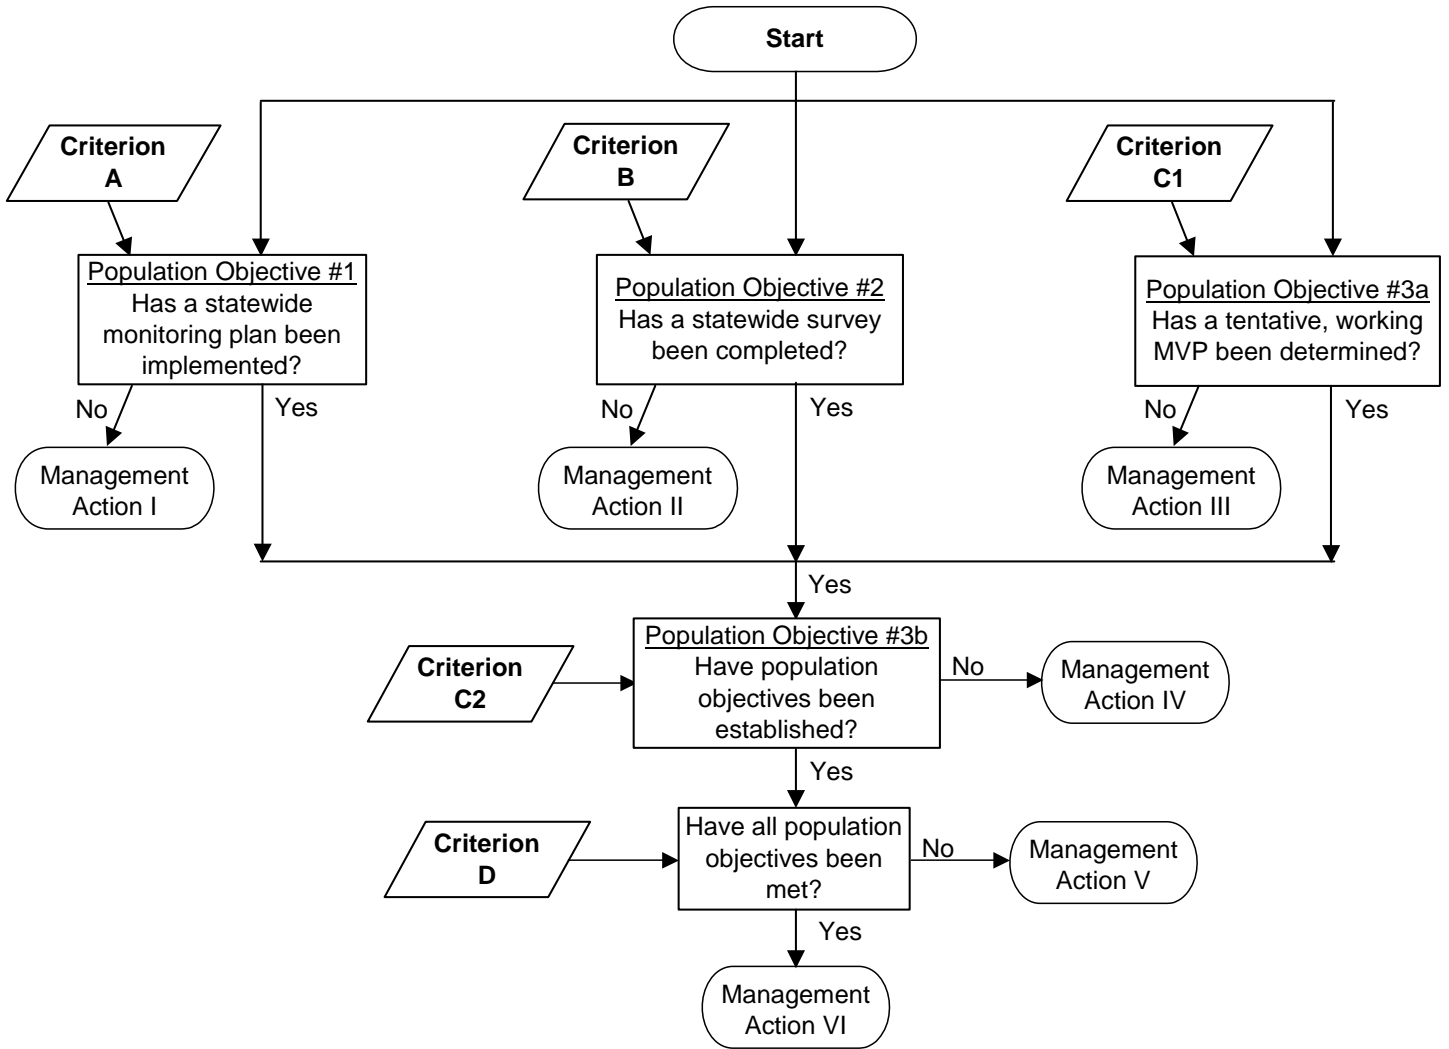 Start
Criterion
A
Criterion
B
Criterion
C1
Population Objective #1
Has a statewide
monitoring plan been
implemented?
Population Objective #2
Has a statewide survey
been completed?
Population Objective #3a
Has a tentative, working
MVP been determined?
No
Yes
No
Yes
No
Yes
Management
Action I
Management
Action II
Management
Action III
Yes
Criterion
C2
Population Objective #3b
Have population
objectives been
established?
No
Management
Action IV
Yes
Criterion
D
Have all population
objectives been
met?
No
Management
Action V
Yes
Management
Action VI